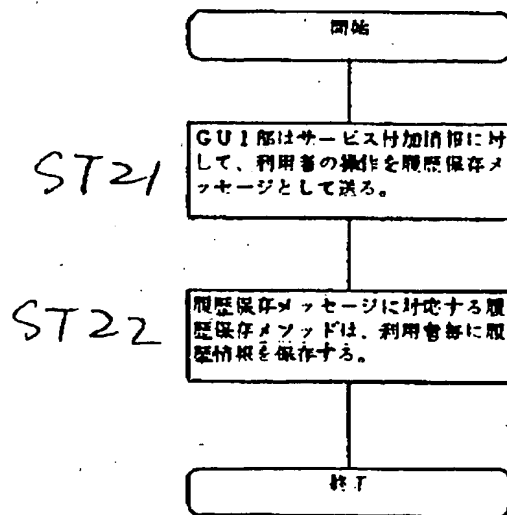 開始
GUI部はサービス付加情報に対
して、利用者の操作を履歴保存メ
ッセージとして送る。
ST21
履歴保存メッセージに対応する履
歴保存メソッドは、利用者毎に履
歴情報を保存する。
ST22
終了